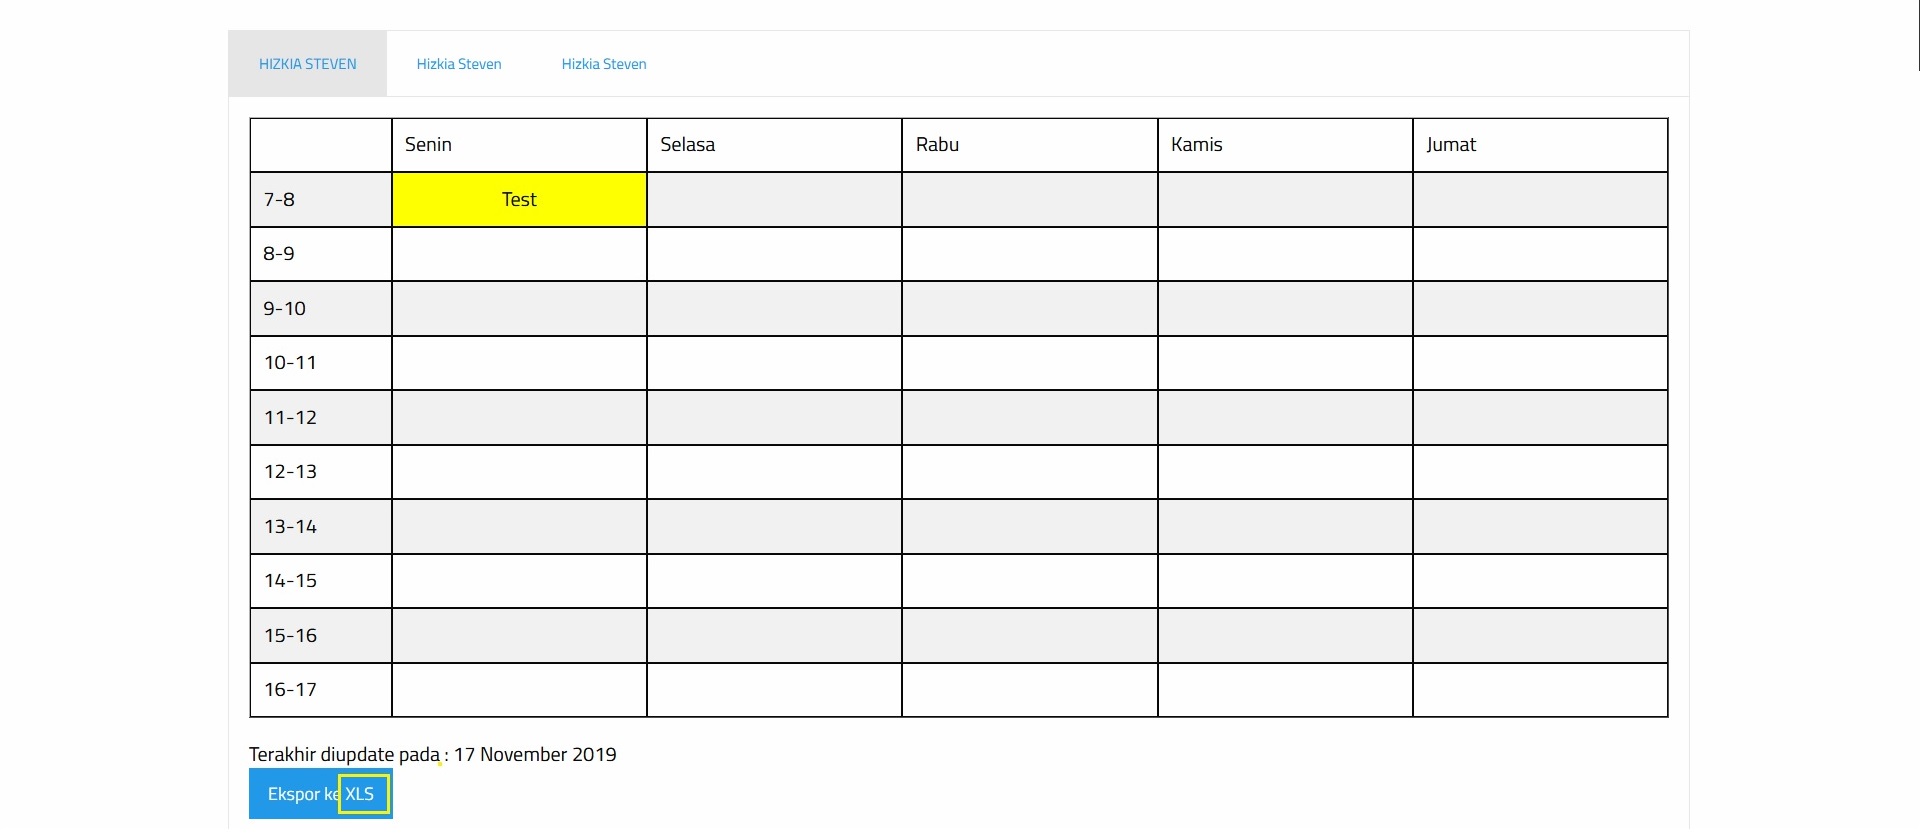 HIZKIA STEVEN Hizkia Steven Hizkia Steven
Senin Selasa Rabu Kamis Jumat
7-8 Test
8-9
9-10
10-11
11-12
12-13
13-14
14-15
15-16
16-17
Terakhir diupdate pada : 17 November 2019
Ekspor ke XLS